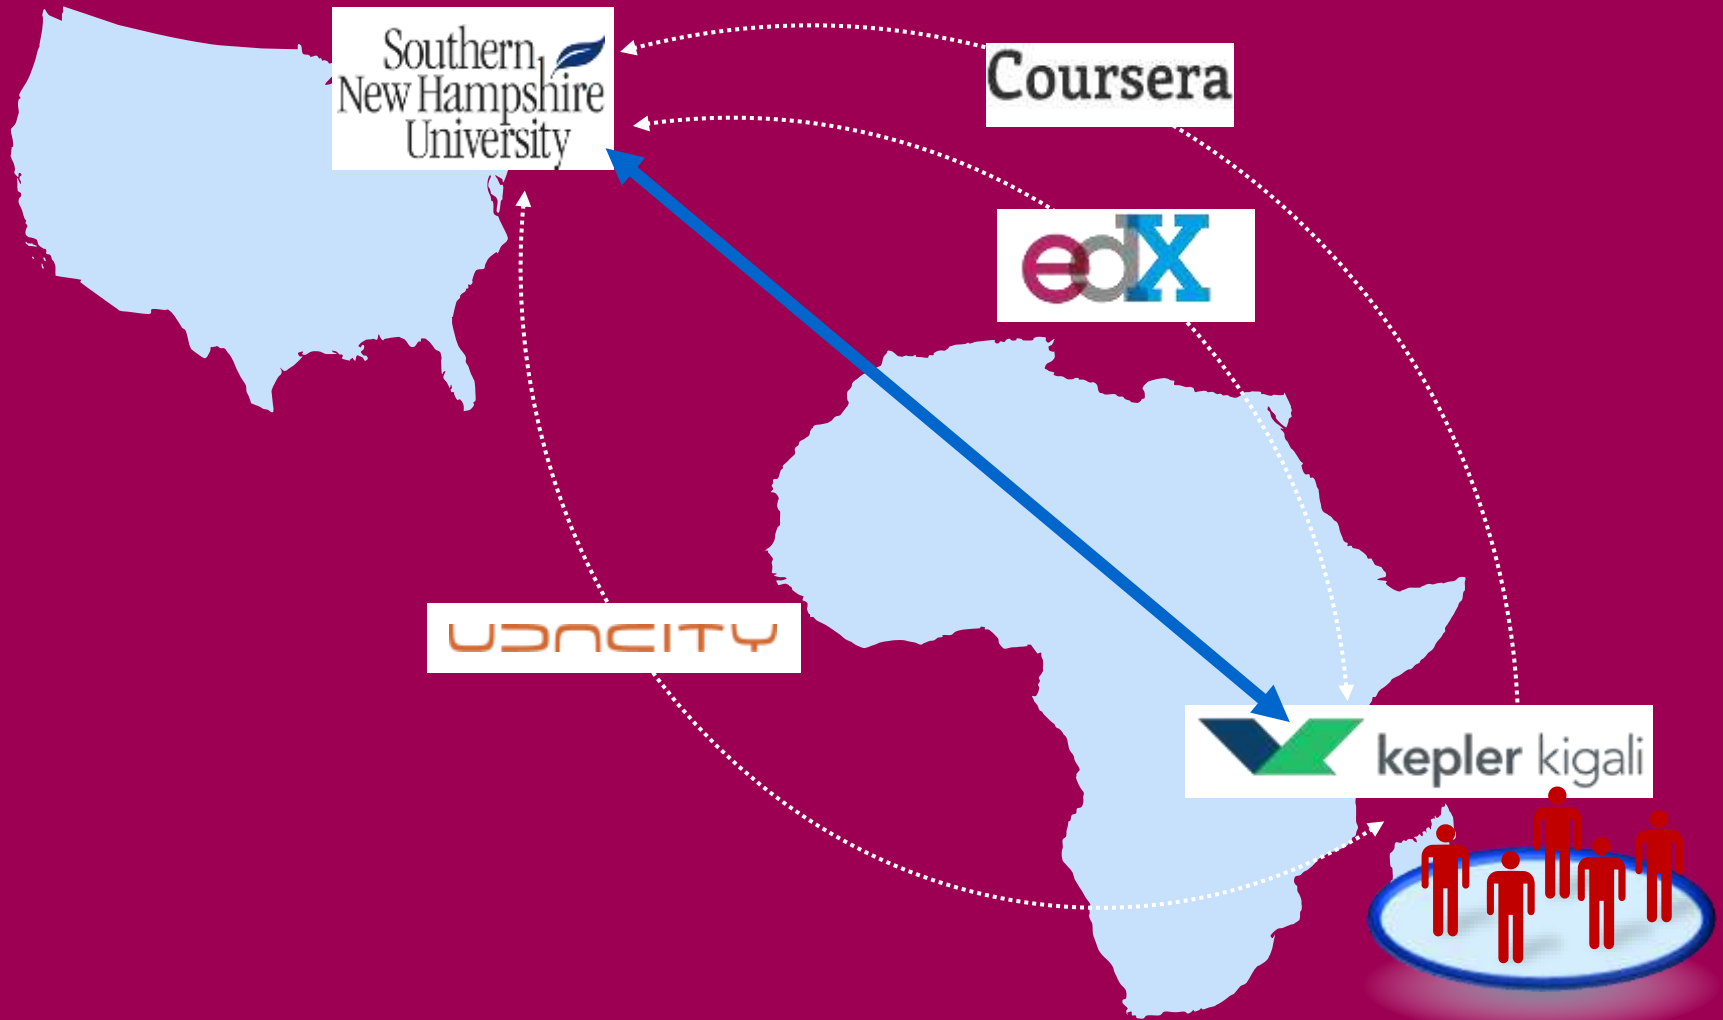 Southern
New Hampshire
University
Coursera
edX
UDACITY
kepler kigali